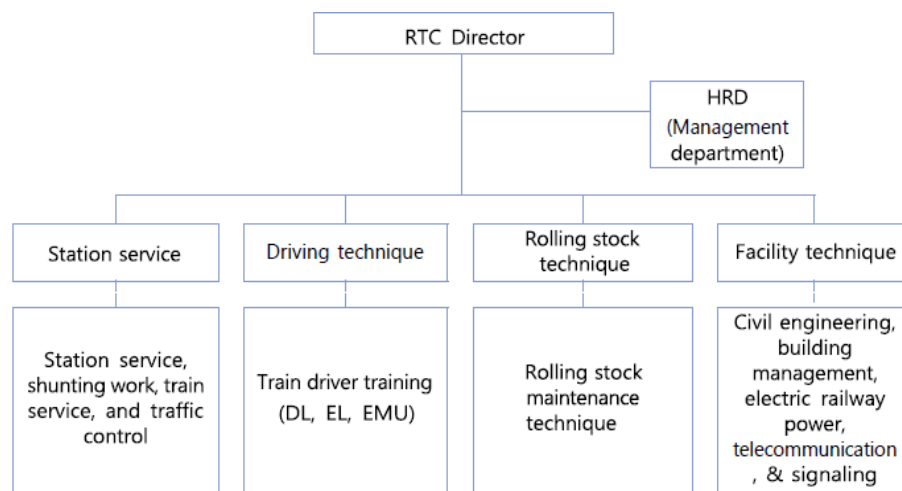 RTC Director
HRD
(Management
department)
Station service
Driving technique
Rolling stock
technique
Facility technique
Station service,
shunting work, train
service, and traffic
control
Train driver training
(DL, EL, EMU)
Rolling stock
maintenance
technique
Civil engineering,
building
management,
electric railway
power,
telecommunication
, & signaling